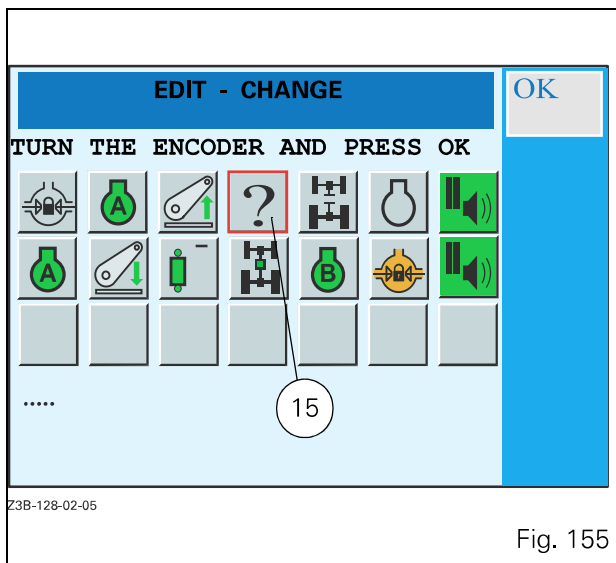 EDIT - CHANGE
OK
TURN THE ENCODER AND PRESS OK
A
?
A
B
.....
15
Z3B-128-02-05
Fig. 155